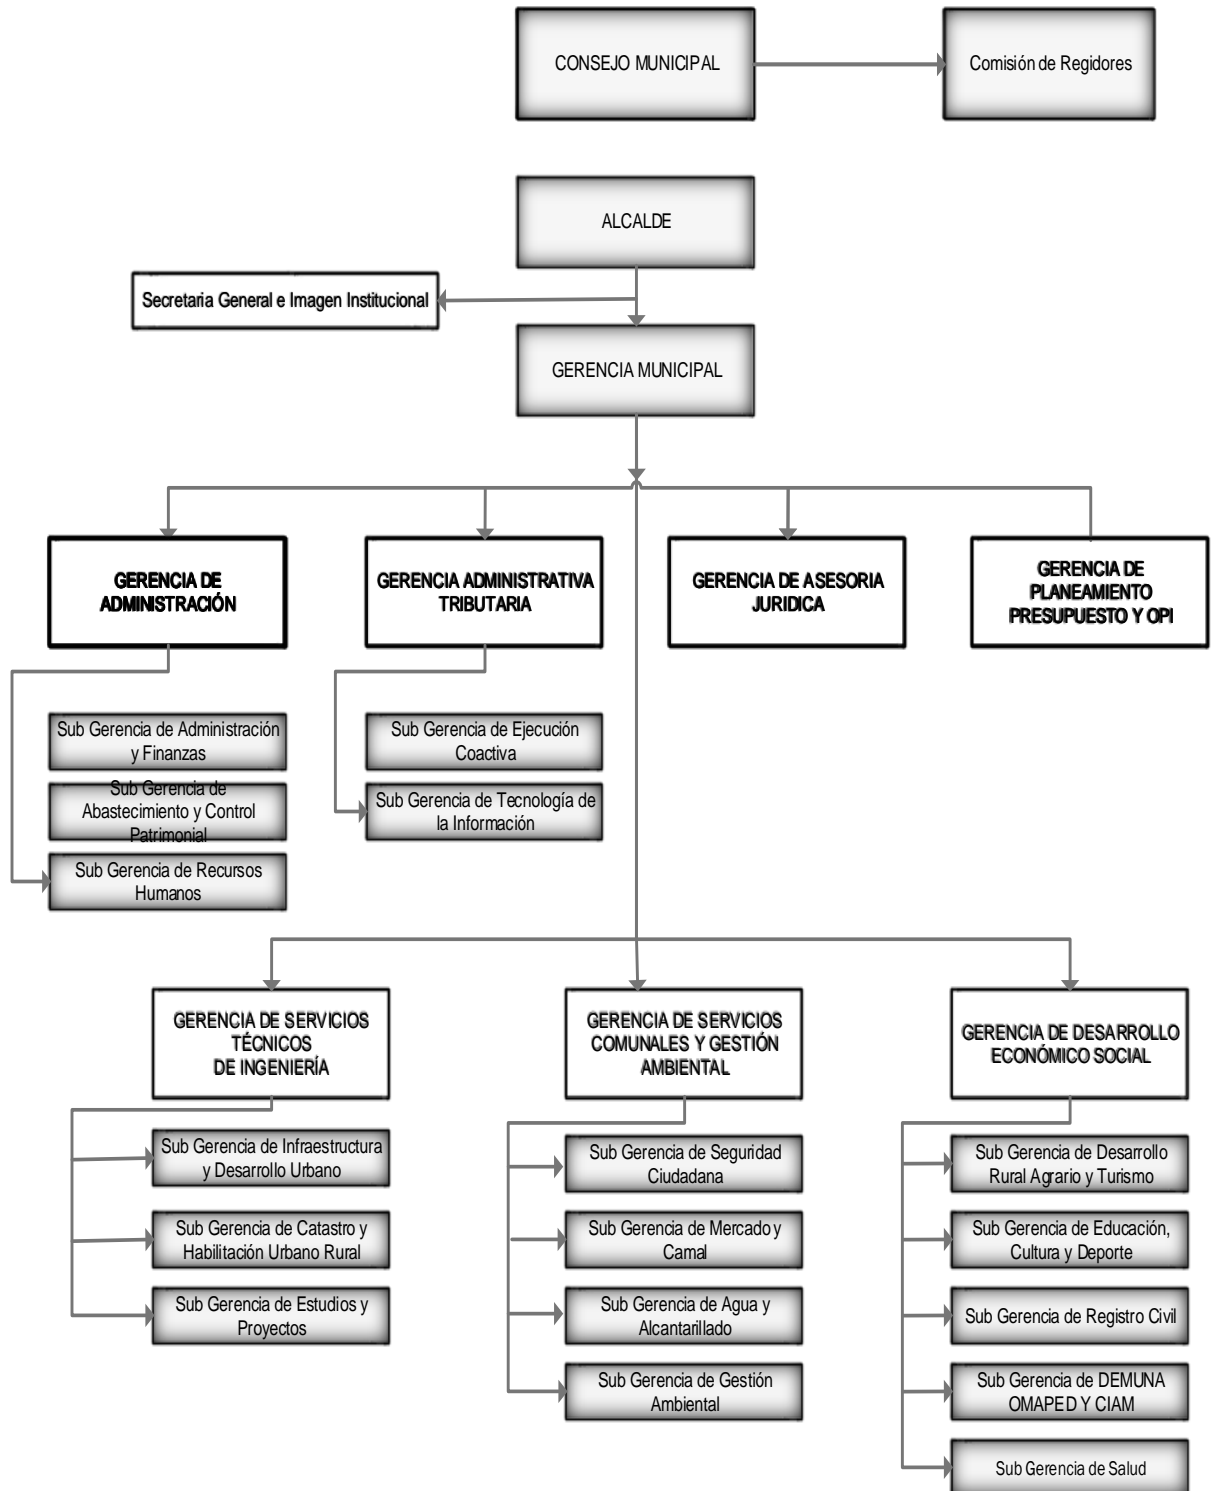 CONSEJO MUNICIPAL
Comisión de Regidores
ALCALDE
Secretaria General e Imagen Institucional
GERENCIA MUNICIPAL
GERENCIA DE
ADMINISTRACIÓN
GERENCIA ADMINISTRATIVA
TRIBUTARIA
GERENCIA DE ASESORIA
JURIDICA
GERENCIA DE
PLANEAMIENTO
PRESUPUESTO Y OPI
Sub Gerencia de Administración
y Finanzas
Sub Gerencia de
Abastecimiento y Control
Patrimonial
Sub Gerencia de Recursos
Humanos
Sub Gerencia de Ejecución
Coactiva
Sub Gerencia de Tecnología de
la Información
GERENCIA DE SERVICIOS
TÉCNICOS
DE INGENIERÍA
GERENCIA DE SERVICIOS
COMUNALES Y GESTIÓN
AMBIENTAL
GERENCIA DE DESARROLLO
ECONÓMICO SOCIAL
Sub Gerencia de Infraestructura
y Desarrollo Urbano
Sub Gerencia de Catastro y
Habilitación Urbano Rural
Sub Gerencia de Estudios y
Proyectos
Sub Gerencia de Seguridad
Ciudadana
Sub Gerencia de Mercado y
Camal
Sub Gerencia de Agua y
Alcantarillado
Sub Gerencia de Gestión
Ambiental
Sub Gerencia de Desarrollo
Rural Agrario y Turismo
Sub Gerencia de Educación,
Cultura y Deporte
Sub Gerencia de Registro Civil
Sub Gerencia de DEMUNA
OMAPED Y CIAM
Sub Gerencia de Salud